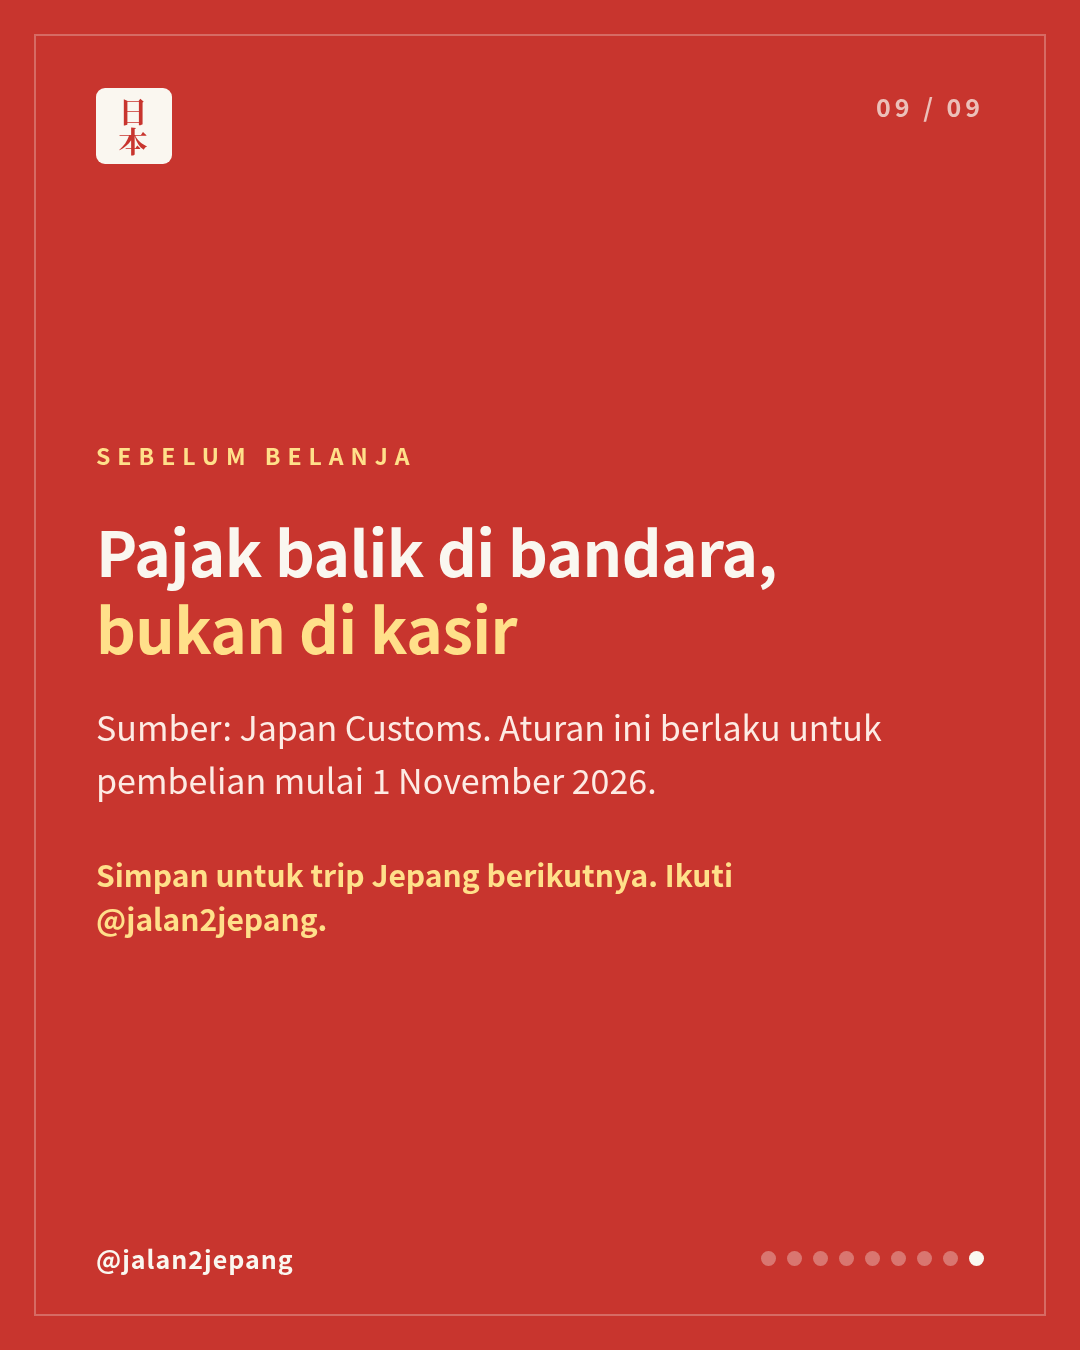 日
本
09 / 09
SEBELUM BELANJA
Pajak balik di bandara,
bukan di kasir
Sumber: Japan Customs. Aturan ini berlaku untuk
pembelian mulai 1 November 2026.
Simpan untuk trip Jepang berikutnya. Ikuti
@jalan2jepang.
@jalan2jepang